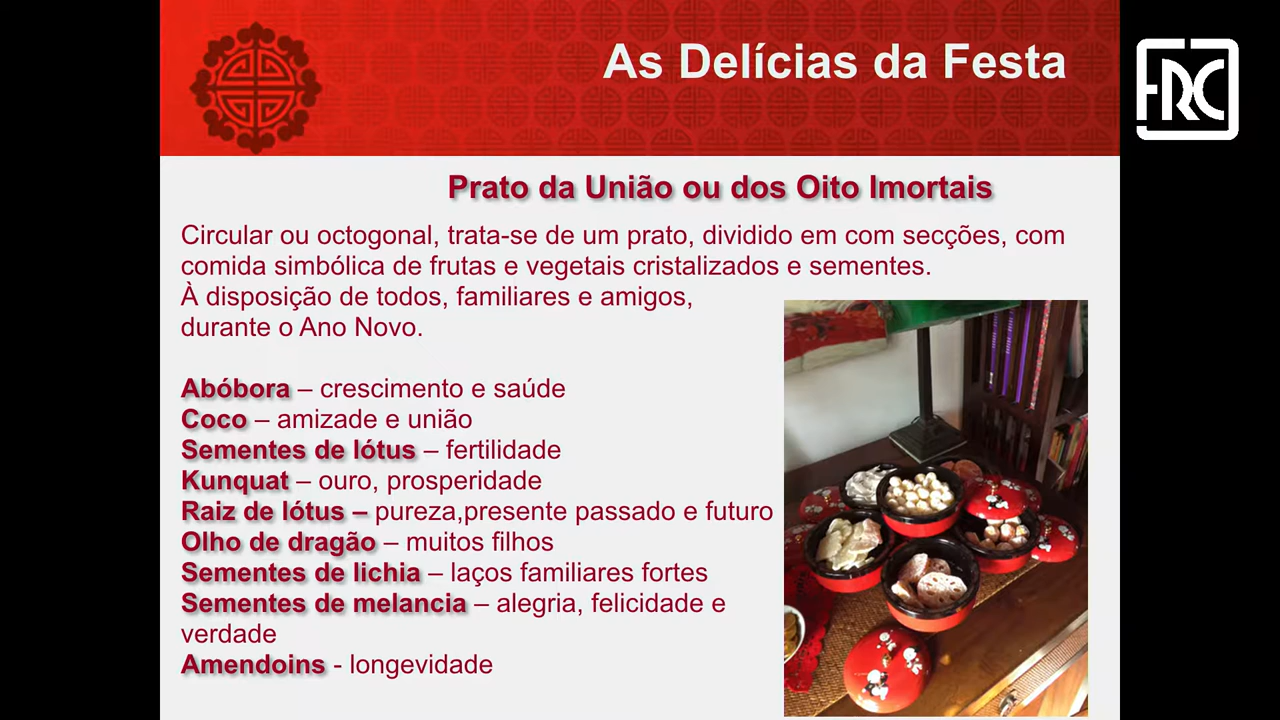 As Delícias da Festa
FRC
Prato da União ou dos Oito Imortais
Circular ou octogonal, trata-se de um prato, dividido em com secções, com
comida simbólica de frutas e vegetais cristalizados e sementes.
À disposição de todos, familiares e amigos,
durante o Ano Novo.
Abóbora – crescimento e saúde
Coco – amizade e união
Sementes de lótus – fertilidade
Kunquat – ouro, prosperidade
Raiz de lótus – pureza,presente passado e futuro
Olho de dragão – muitos filhos
Sementes de lichia – laços familiares fortes
Sementes de melancia – alegria, felicidade e
verdade
Amendoins - longevidade